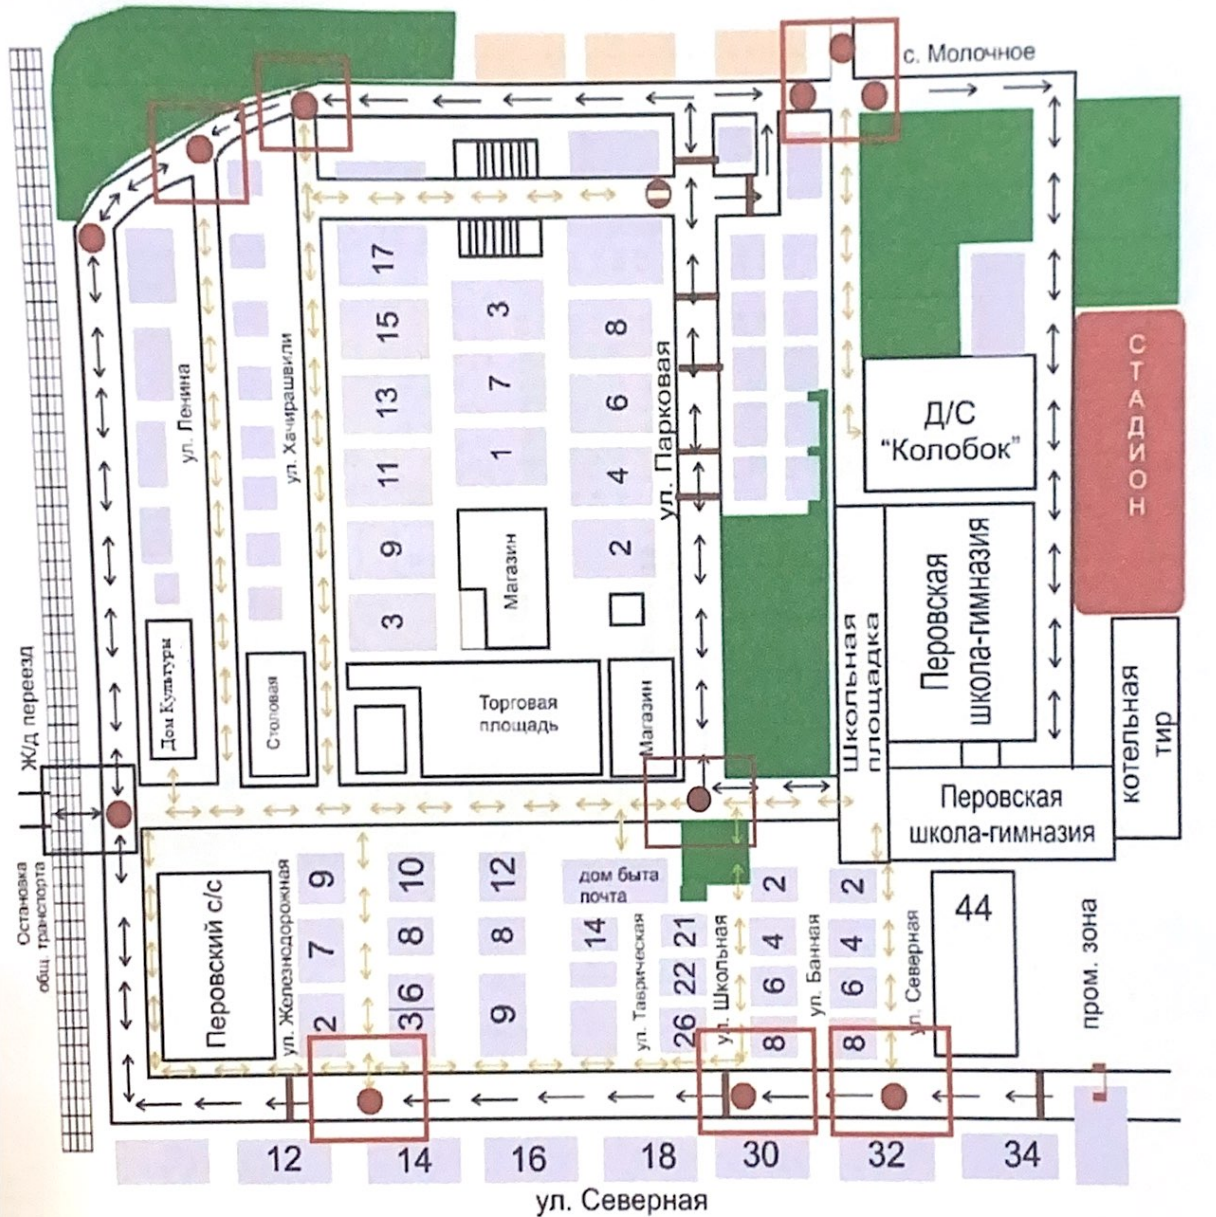 с. Молочное
17
15
13
11
9
3
3
7
1
8
6
4
2
ул. Ленина
ул. Хачирашвили
ул. Парковая
Д/С
"Колобок"
СТАДИОН
Магазин
Перовская
школа-гимназия
Школьная
площадка
Дом Культуры
Столовая
Торговая
площадь
Магазин
котельная
тир
Ж/д переезд
Перовская
школа-гимназия
Остановка
общ. транспорта
Перовский с/с
ул. Железнодорожная
9
7
2
10
8
3|6
12
8
9
дом быта
почта
14
ул. Таврическая
21
22
26
ул. Школьная
2
4
6
8
ул. Банная
2
4
6
8
ул. Северная
44
пром. зона
12
14
16
18
30
32
34
ул. Северная